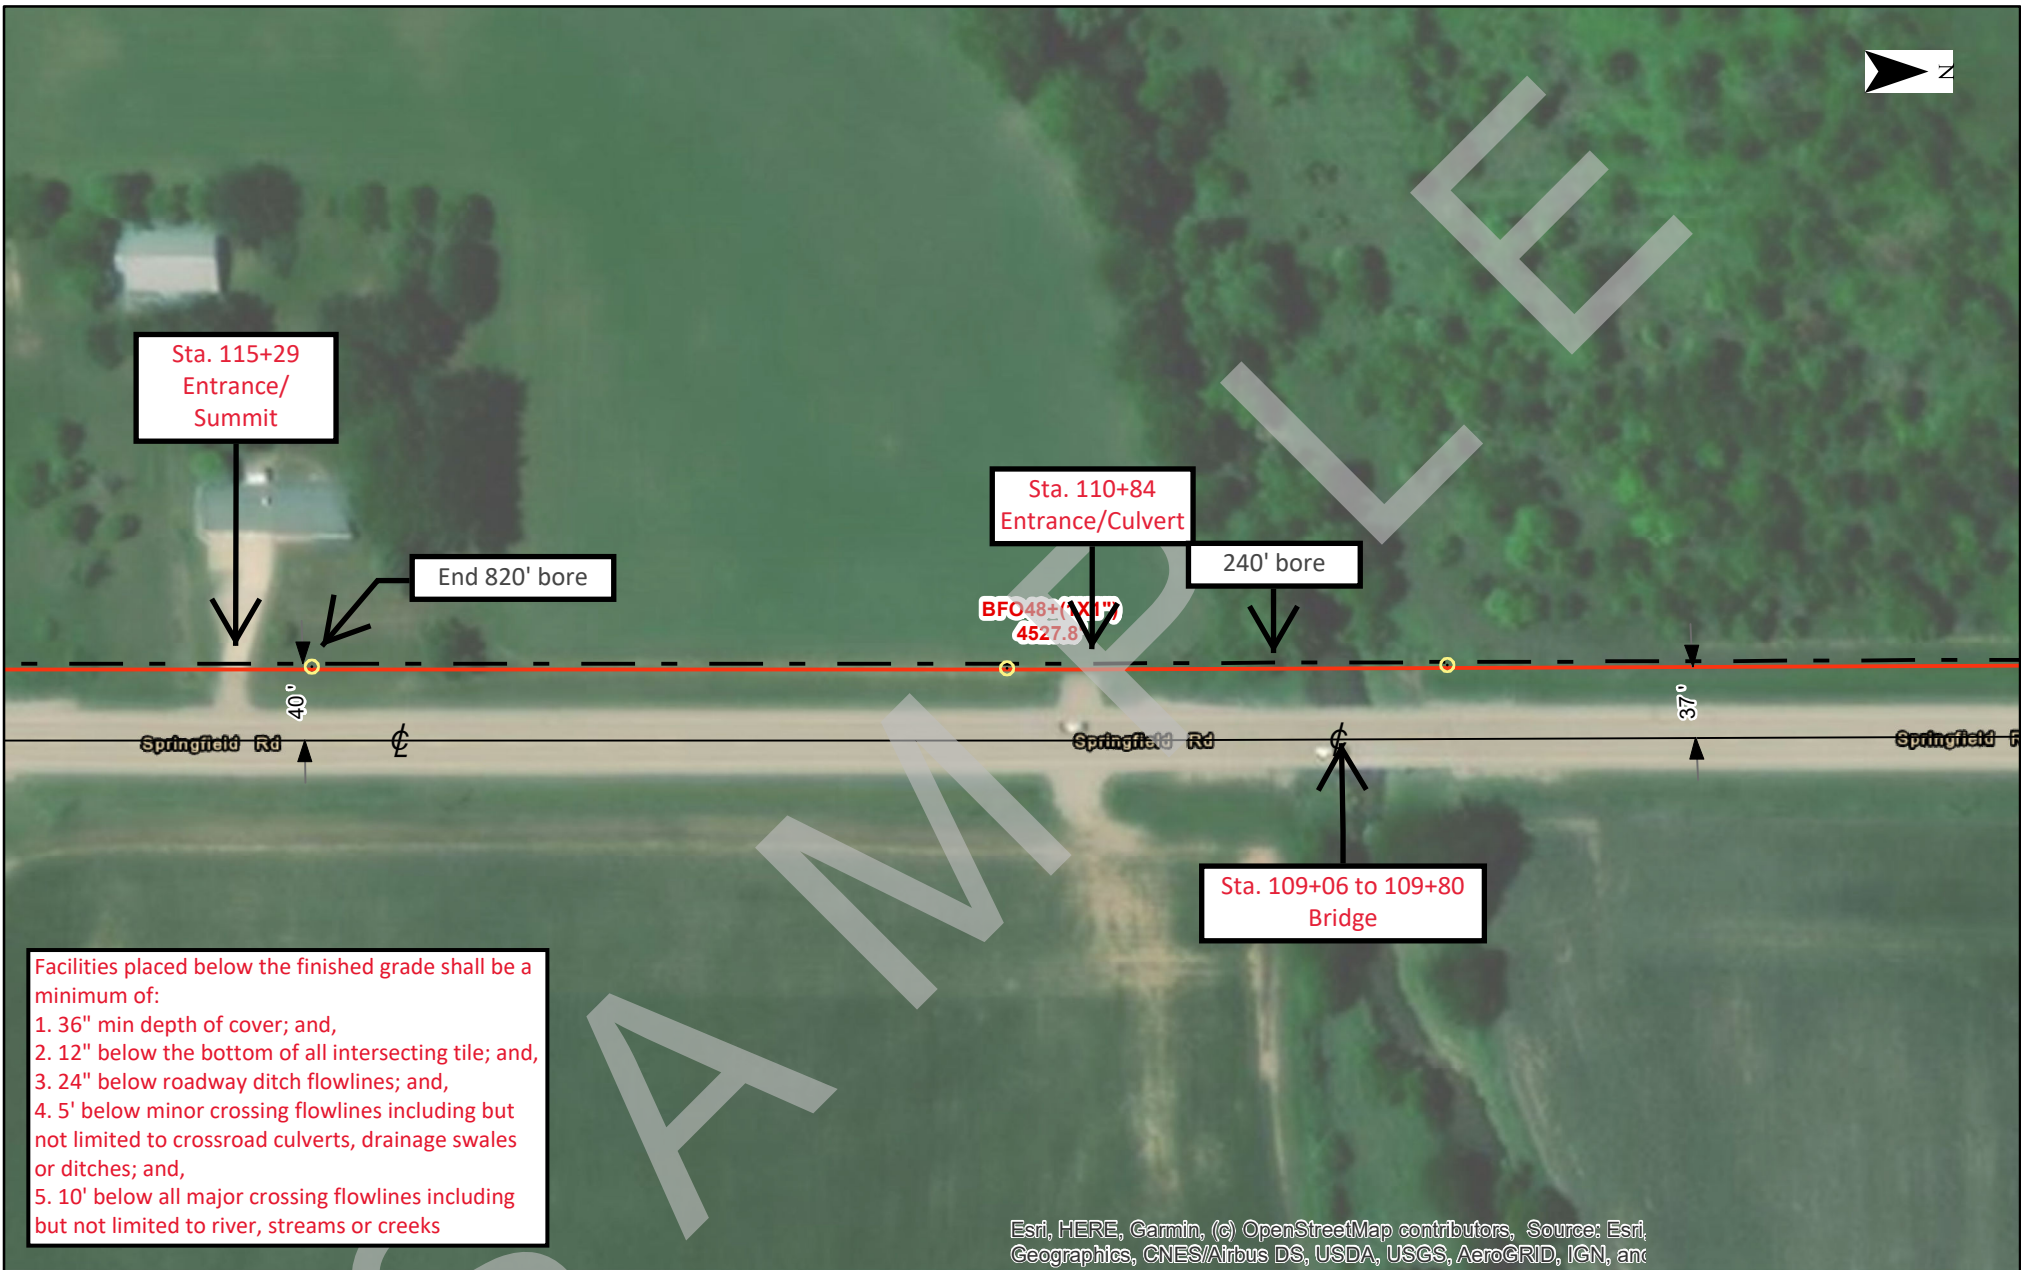 N
Sta. 115+29
Entrance/
Summit
Sta. 110+84
Entrance/Culvert
End 820' bore
240' bore
BFO48+(1X1")
4527.8'
40'
37'
Springfield Rd
℄
Springfield Rd
℄
Springfield R
Sta. 109+06 to 109+80
Bridge
Facilities placed below the finished grade shall be a
minimum of:
1. 36" min depth of cover; and,
2. 12" below the bottom of all intersecting tile; and,
3. 24" below roadway ditch flowlines; and,
4. 5' below minor crossing flowlines including but
not limited to crossroad culverts, drainage swales
or ditches; and,
5. 10' below all major crossing flowlines including
but not limited to river, streams or creeks
Esri, HERE, Garmin, (c) OpenStreetMap contributors, Source: Esri,
Geographics, CNES/Airbus DS, USDA, USGS, AeroGRID, IGN, and
SAMPLE